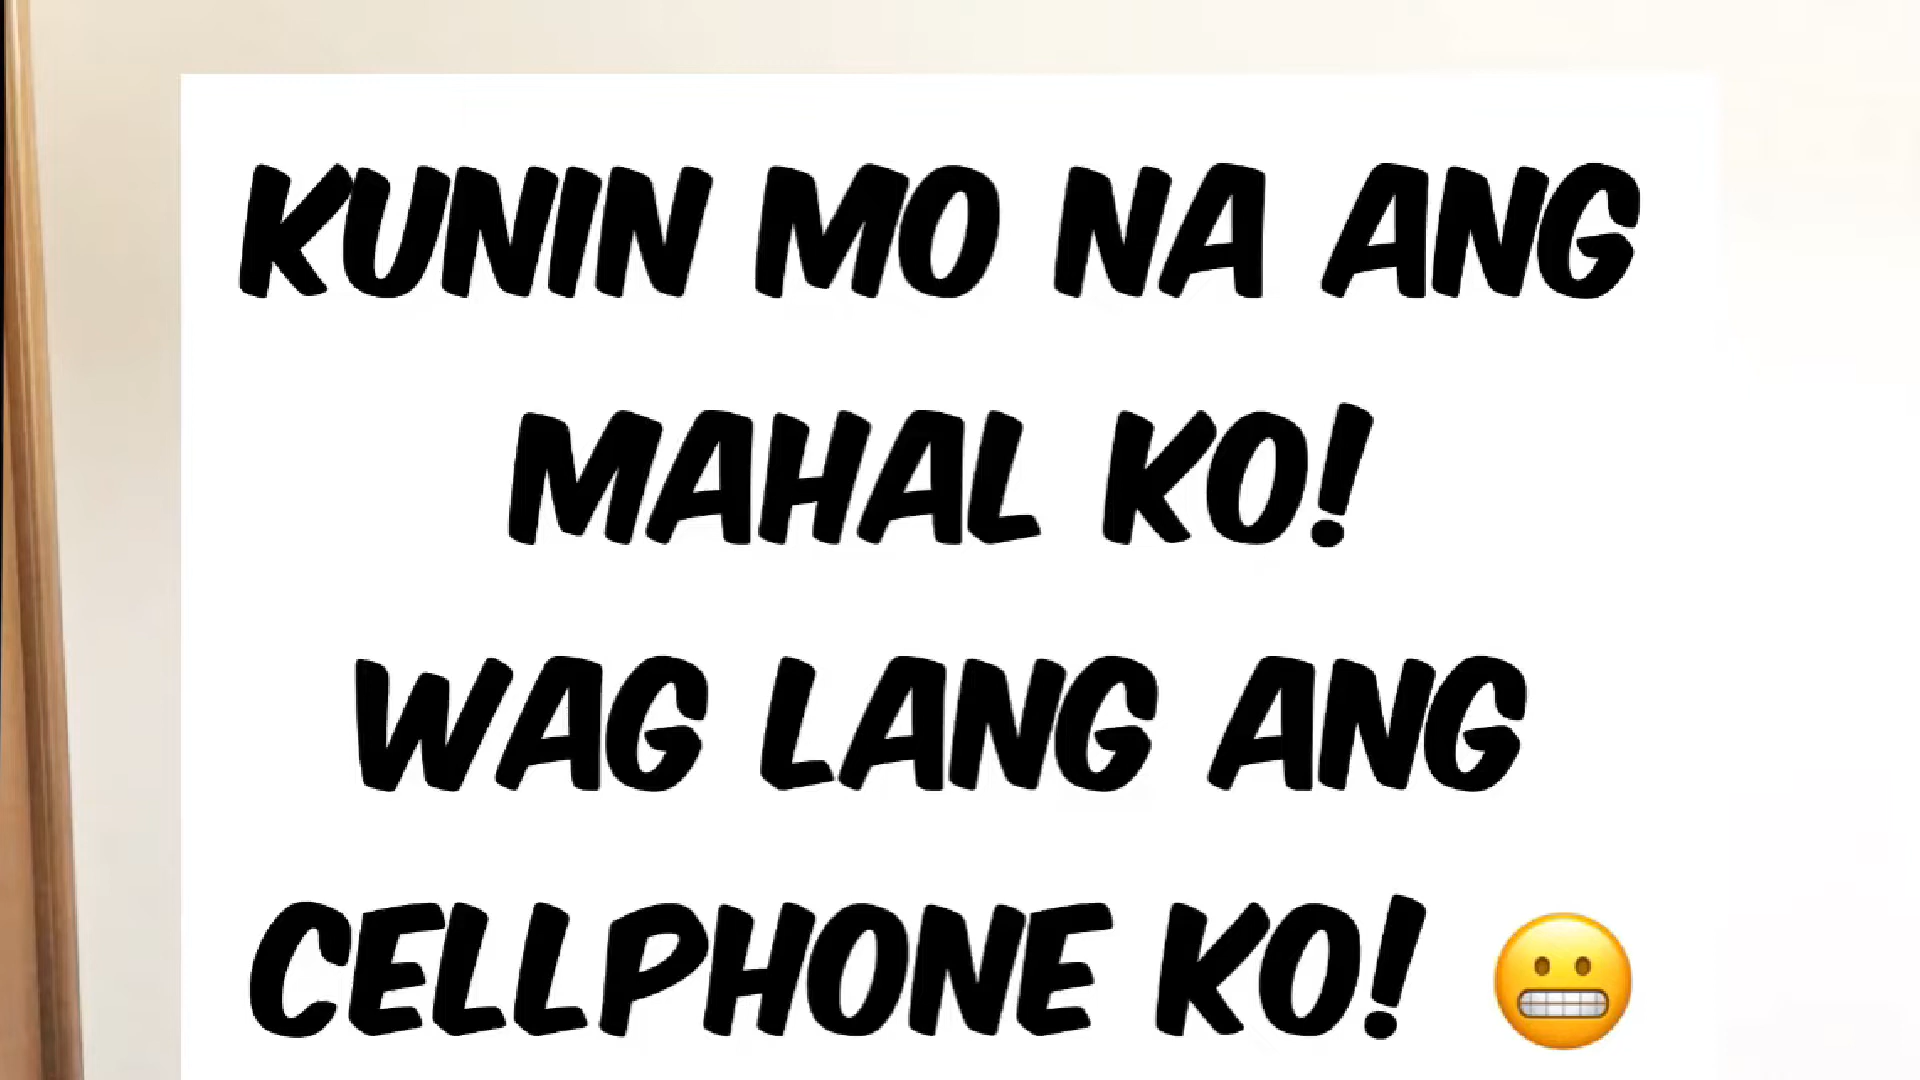 KUNIN MO NA ANG
MAHAL KO!
WAG LANG ANG
CELLPHONE KO! 😬